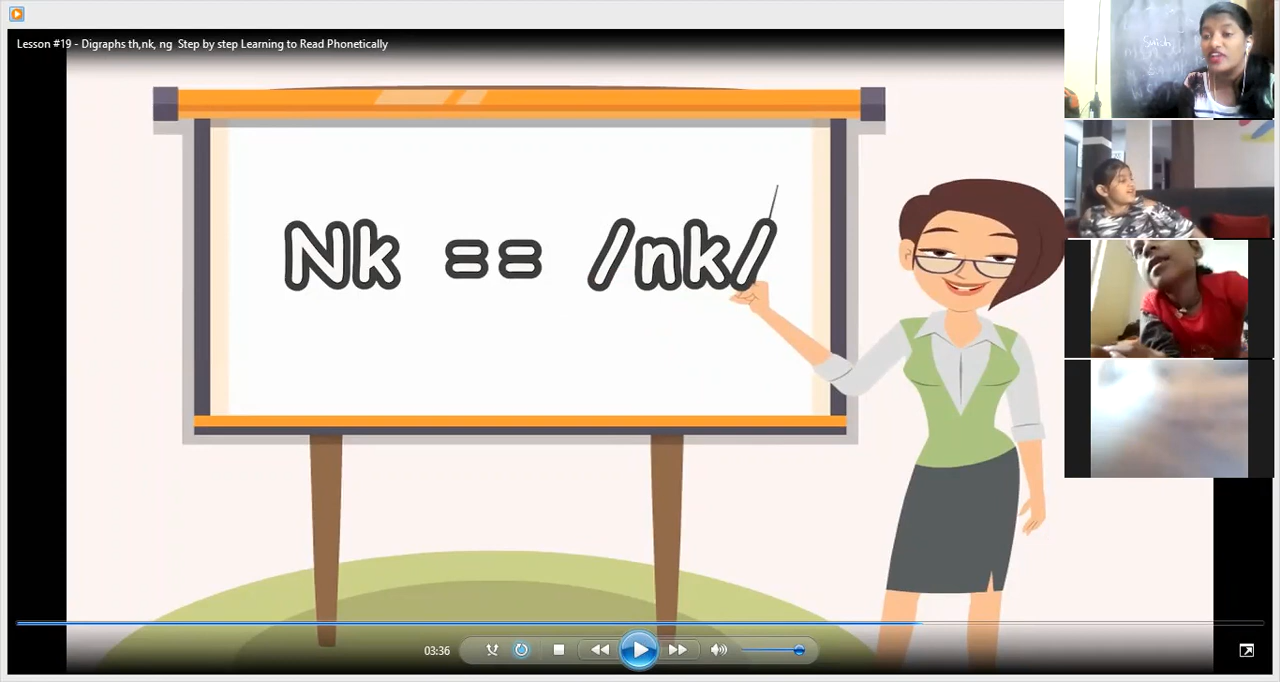 Lesson #19 - Digraphs th,nk, ng  Step by step Learning to Read Phonetically
Nk == /nk/
03:36